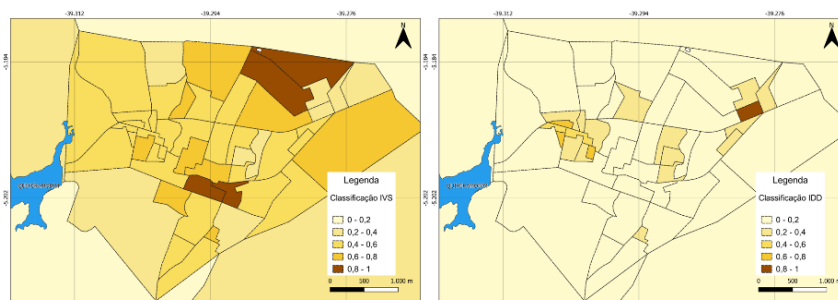 -39.312 -39.294 -39.276
N
-5.184
-5.202
Legenda
Classificação IVS
0 - 0,2
0,2 - 0,4
0,4 - 0,6
0,6 - 0,8
0,8 - 1
0 500 1.000 m
-39.312 -39.294 -39.276
N
-5.184
-5.202
Legenda
Classificação IDD
0 - 0,2
0,2 - 0,4
0,4 - 0,6
0,6 - 0,8
0,8 - 1
0 500 1.000 m